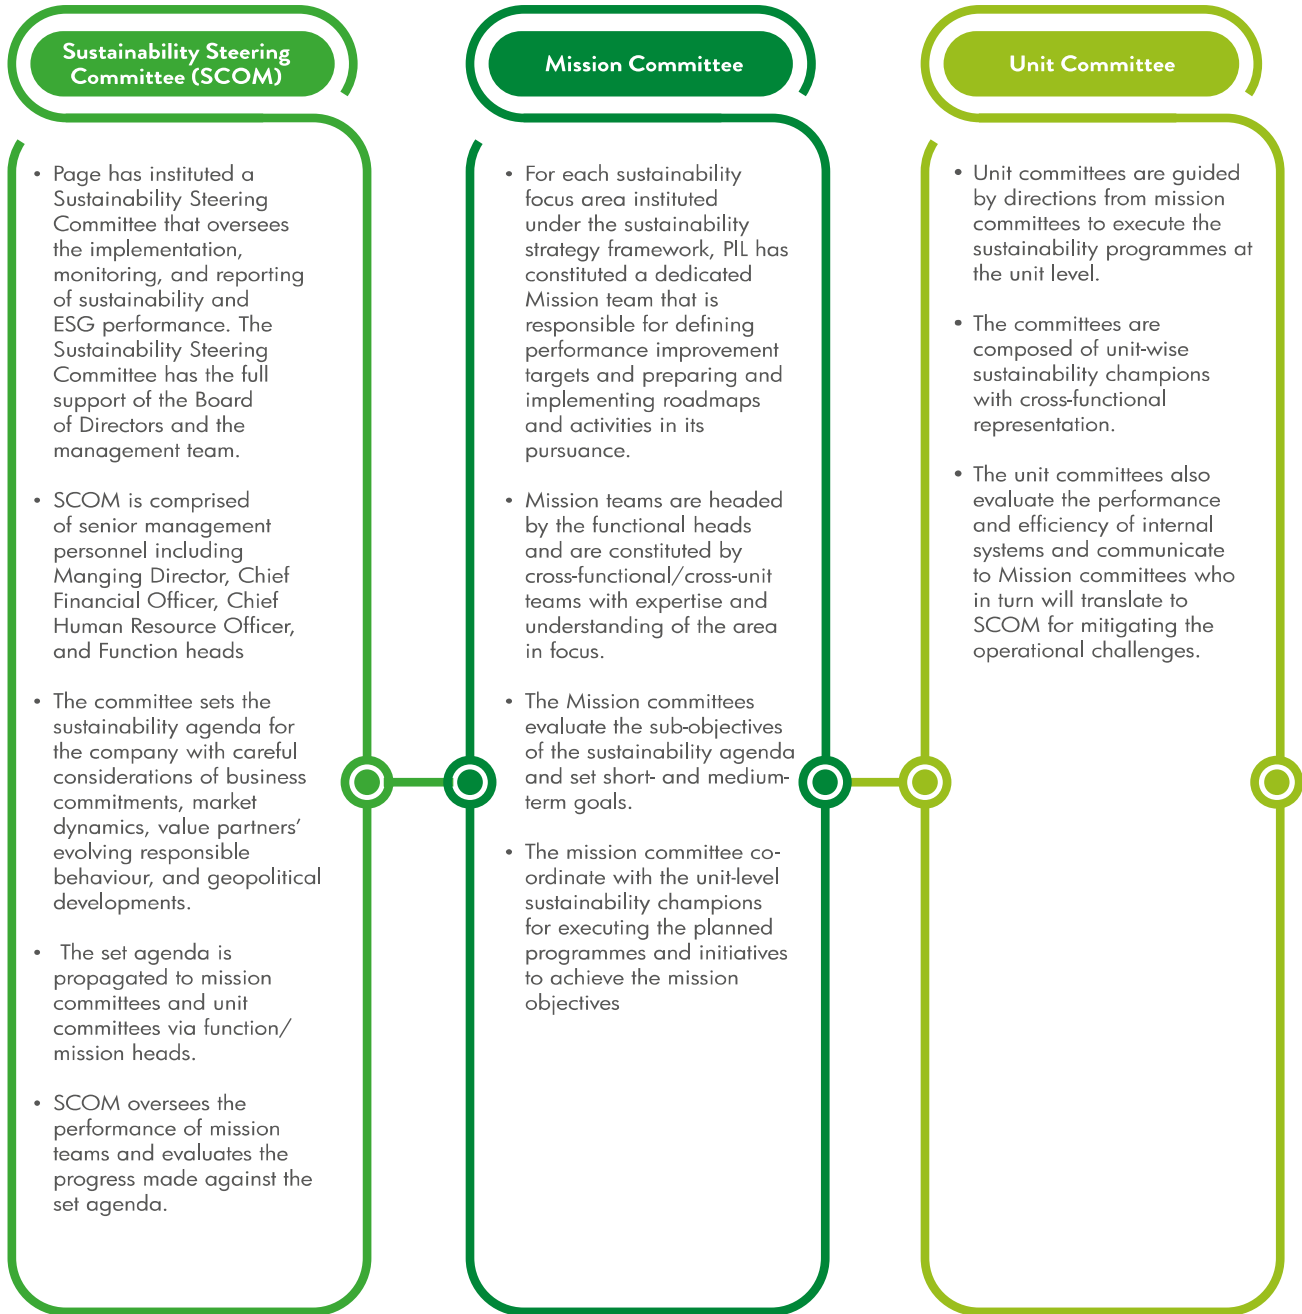 Sustainability Steering
Committee (SCOM)
• Page has instituted a
Sustainability Steering
Committee that oversees
the implementation,
monitoring, and reporting
of sustainability and
ESG performance. The
Sustainability Steering
Committee has the full
support of the Board
of Directors and the
management team.
• SCOM is comprised
of senior management
personnel including
Manging Director, Chief
Financial Officer, Chief
Human Resource Officer,
and Function heads
• The committee sets the
sustainability agenda for
the company with careful
considerations of business
commitments, market
dynamics, value partners’
evolving responsible
behaviour, and geopolitical
developments.
• The set agenda is
propagated to mission
committees and unit
committees via function/
mission heads.
• SCOM oversees the
performance of mission
teams and evaluates the
progress made against the
set agenda.
Mission Committee
• For each sustainability
focus area instituted
under the sustainability
strategy framework, PIL has
constituted a dedicated
Mission team that is
responsible for defining
performance improvement
targets and preparing and
implementing roadmaps
and activities in its
pursuance.
• Mission teams are headed
by the functional heads
and are constituted by
cross-functional/cross-unit
teams with expertise and
understanding of the area
in focus.
• The Mission committees
evaluate the sub-objectives
of the sustainability agenda
and set short- and medium-
term goals.
• The mission committee co-
ordinate with the unit-level
sustainability champions
for executing the planned
programmes and initiatives
to achieve the mission
objectives
Unit Committee
• Unit committees are guided
by directions from mission
committees to execute the
sustainability programmes at
the unit level.
• The committees are
composed of unit-wise
sustainability champions
with cross-functional
representation.
• The unit committees also
evaluate the performance
and efficiency of internal
systems and communicate
to Mission committees who
in turn will translate to
SCOM for mitigating the
operational challenges.